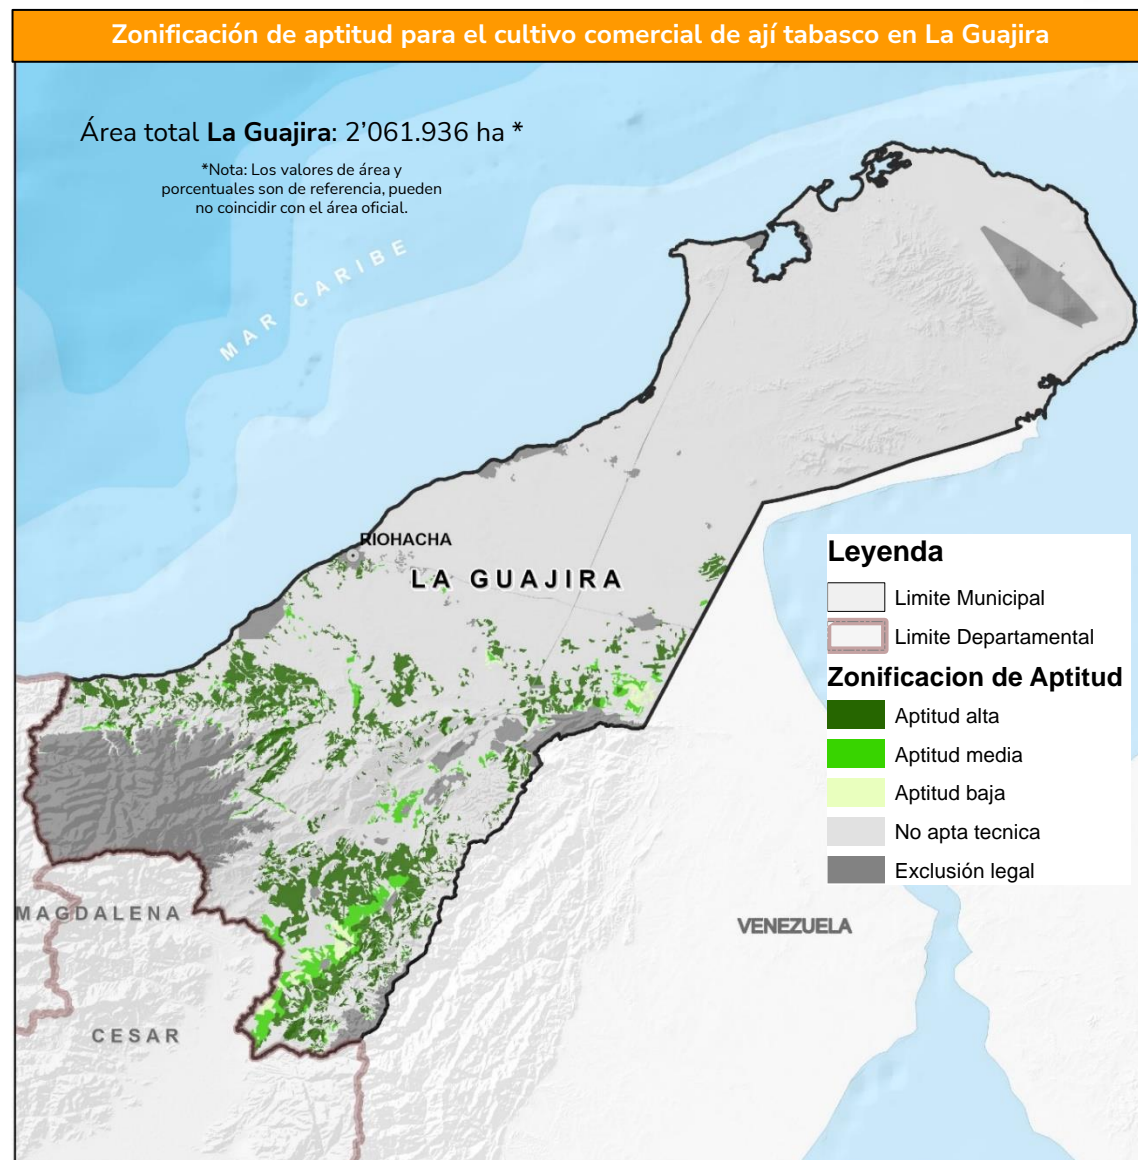 Zonificación de aptitud para el cultivo comercial de ají tabasco en La Guajira
Área total La Guajira: 2’061.936 ha *
*Nota: Los valores de área y
porcentuales son de referencia, pueden
no coincidir con el área oficial.
MAR CARIBE
RIOHACHA
LA GUAJIRA
MAGDALENA
CESAR
VENEZUELA
Leyenda
Limite Municipal
Limite Departamental
Zonificacion de Aptitud
Aptitud alta
Aptitud media
Aptitud baja
No apta tecnica
Exclusión legal